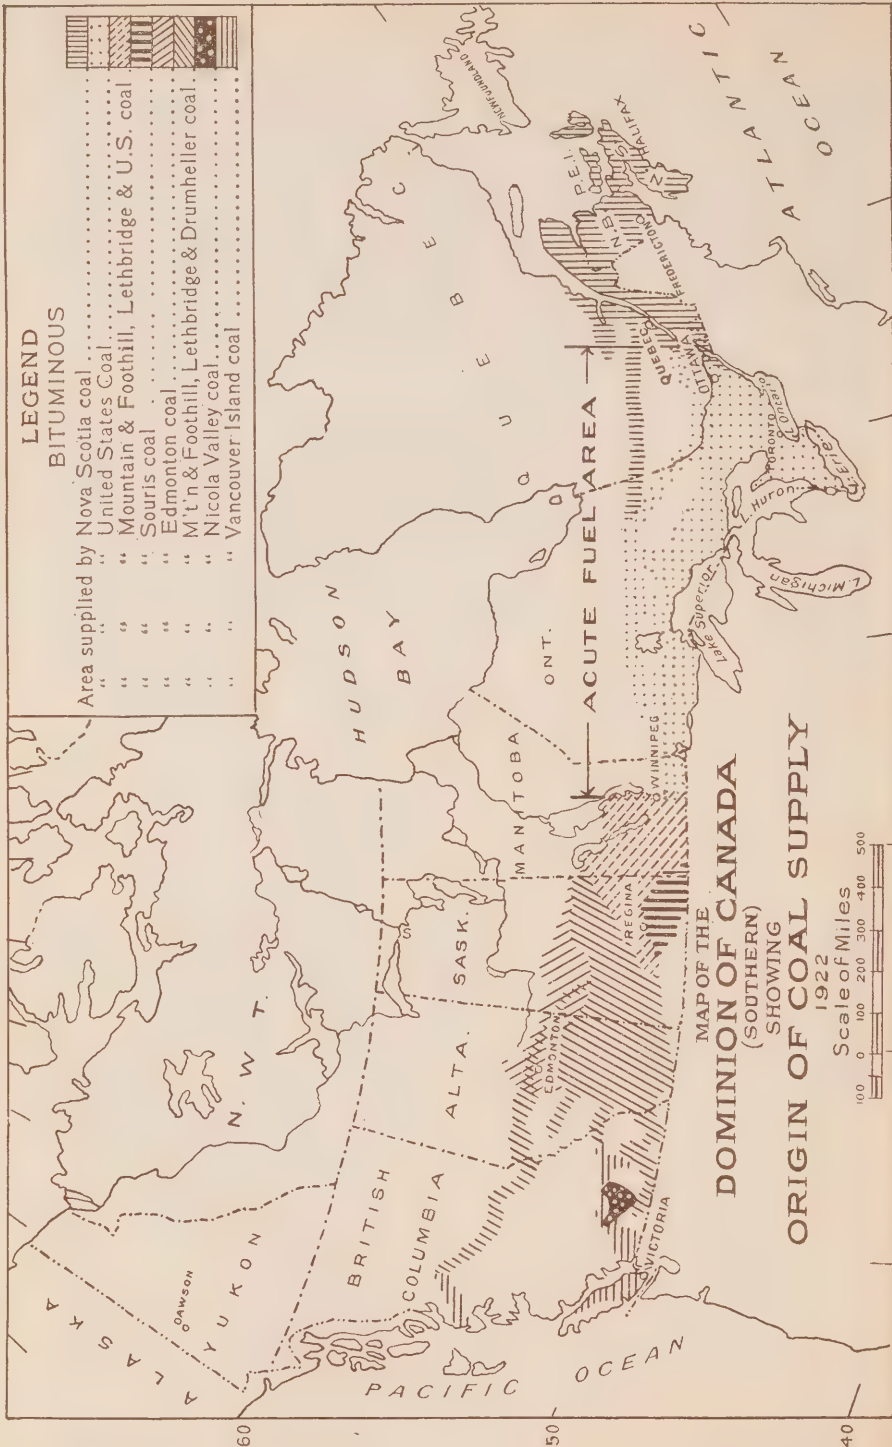 LEGEND
BITUMINOUS
Area supplied by Nova Scotia coal
" " " United States Coal
" " " Mountain & Foothill, Lethbridge & U.S. coal
" " " Souris coal
" " " Edmonton coal
" " " M't'n & Foothill, Lethbridge & Drumheller coal
" " " Nicola Valley coal
" " " Vancouver Island coal
ALASKA
YUKON
DAWSON
N. W. T.
BRITISH
COLUMBIA
ALTA.
SASK.
MANITOBA
ONT.
QUEBEC
HUDSON
BAY
NEWFOUNDLAND
P.E.I.
N.B.
N.S.
HALIFAX
FREDERICTON
QUEBEC
OTTAWA
TORONTO
L. Ontario
L. Erie
L. Huron
L. Michigan
Lake Superior
ACUTE FUEL AREA
WINNIPEG
REGINA
EDMONTON
VICTORIA
PACIFIC OCEAN
ATLANTIC
OCEAN
60
50
40
MAP OF THE
DOMINION OF CANADA
(SOUTHERN)
SHOWING
ORIGIN OF COAL SUPPLY
1922
Scale of Miles
100 0 100 200 300 400 500